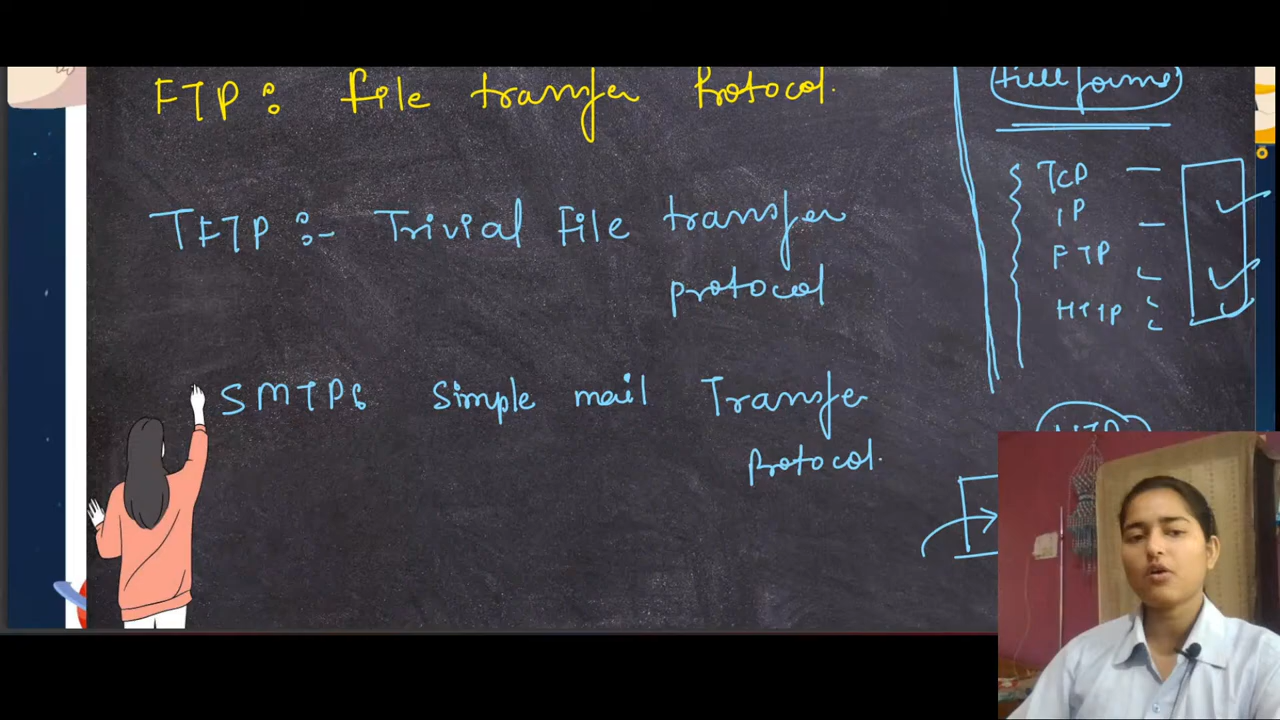 FTP: file transfer Protocol.
TFTP :- Trivial File transfer
protocol
SMTP: Simple mail Transfer
protocol.
full forms
TCP
IP
FTP
HTTP